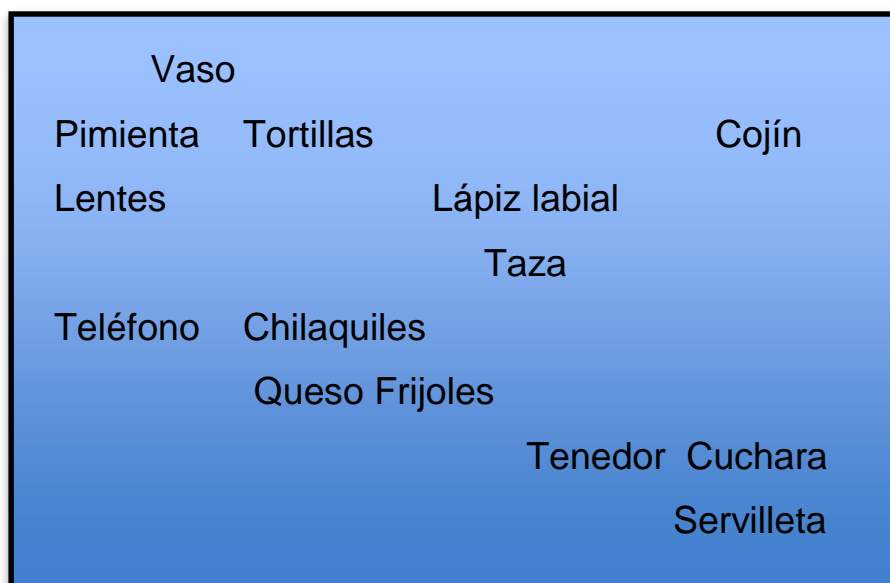 Vaso
Pimienta Tortillas Cojín
Lentes Lápiz labial
Taza
Teléfono Chilaquiles
Queso Frijoles
Tenedor Cuchara
Servilleta